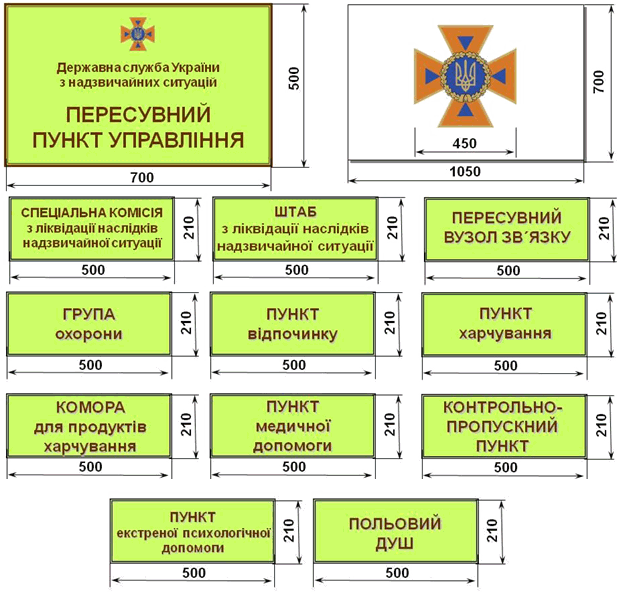 Державна служба України
з надзвичайних ситуацій
ПЕРЕСУВНИЙ
ПУНКТ УПРАВЛІННЯ
500
700
700
450
1050
СПЕЦІАЛЬНА КОМІСІЯ
з ліквідації наслідків
надзвичайної ситуації
210
500
ШТАБ
з ліквідації наслідків
надзвичайної ситуації
210
500
ПЕРЕСУВНИЙ
ВУЗОЛ ЗВ´ЯЗКУ
210
500
ГРУПА
охорони
210
500
ПУНКТ
відпочинку
210
500
ПУНКТ
харчування
210
500
КОМОРА
для продуктів
харчування
210
500
ПУНКТ
медичної
допомоги
210
500
КОНТРОЛЬНО-
ПРОПУСКНИЙ
ПУНКТ
210
500
ПУНКТ
екстреної психологічної
допомоги
210
500
ПОЛЬОВИЙ
ДУШ
210
500